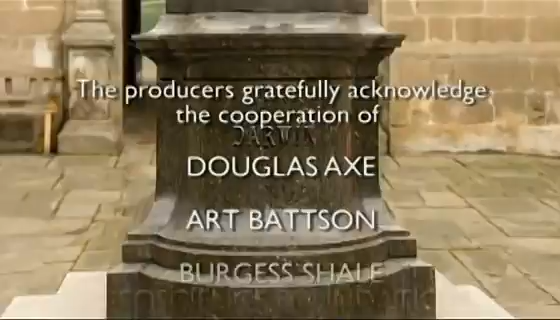 The producers gratefully acknowledge
the cooperation of
DARWIN
DOUGLAS AXE
ART BATTSON
BURGESS SHALE